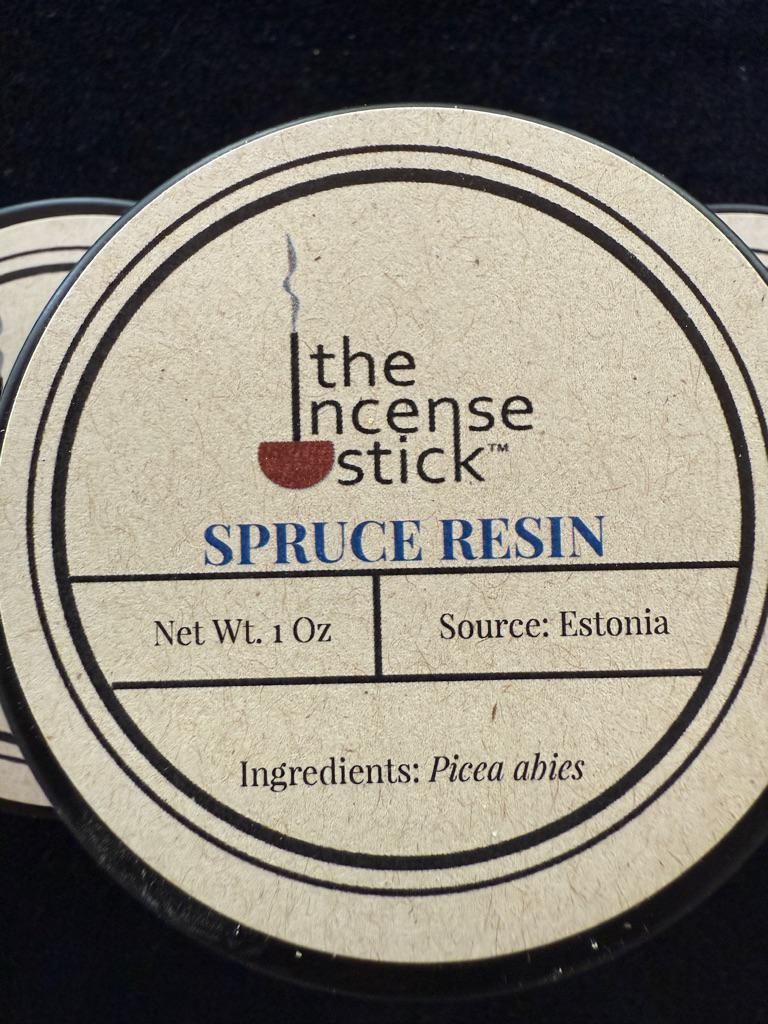 the
incense
stick™
SPRUCE RESIN
Net Wt. 1 Oz
Source: Estonia
Ingredients: Picea abies